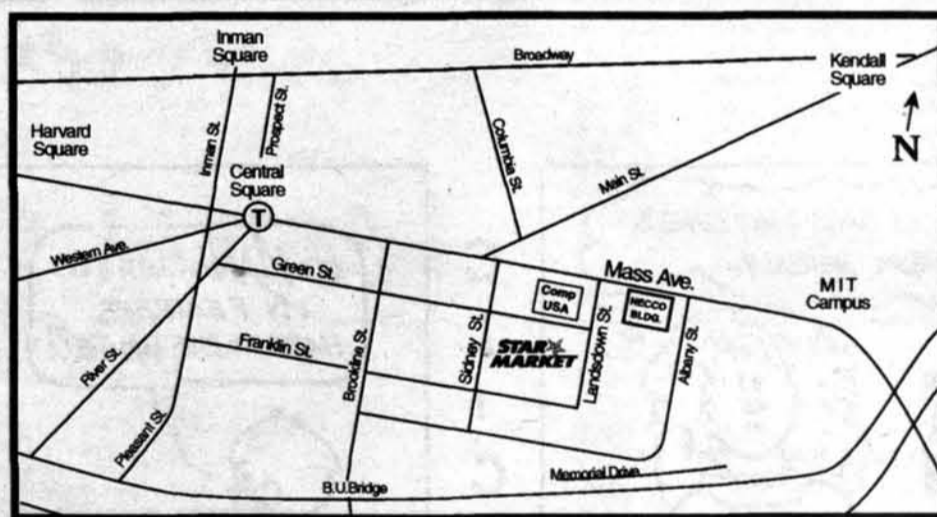 Inman
Square
Broadway
Kendall
Square
N
Harvard
Square
Inman St.
Prospect St.
Columbia St.
Main St.
Central
Square
T
Western Ave.
Green St.
Mass Ave.
MIT
Campus
Comp
USA
NECCO
BLDG.
Franklin St.
River St.
Brookline St.
Sidney St.
STAR
MARKET
Landsdown St.
Albany St.
Pleasant St.
B.U.Bridge
Memorial Drive